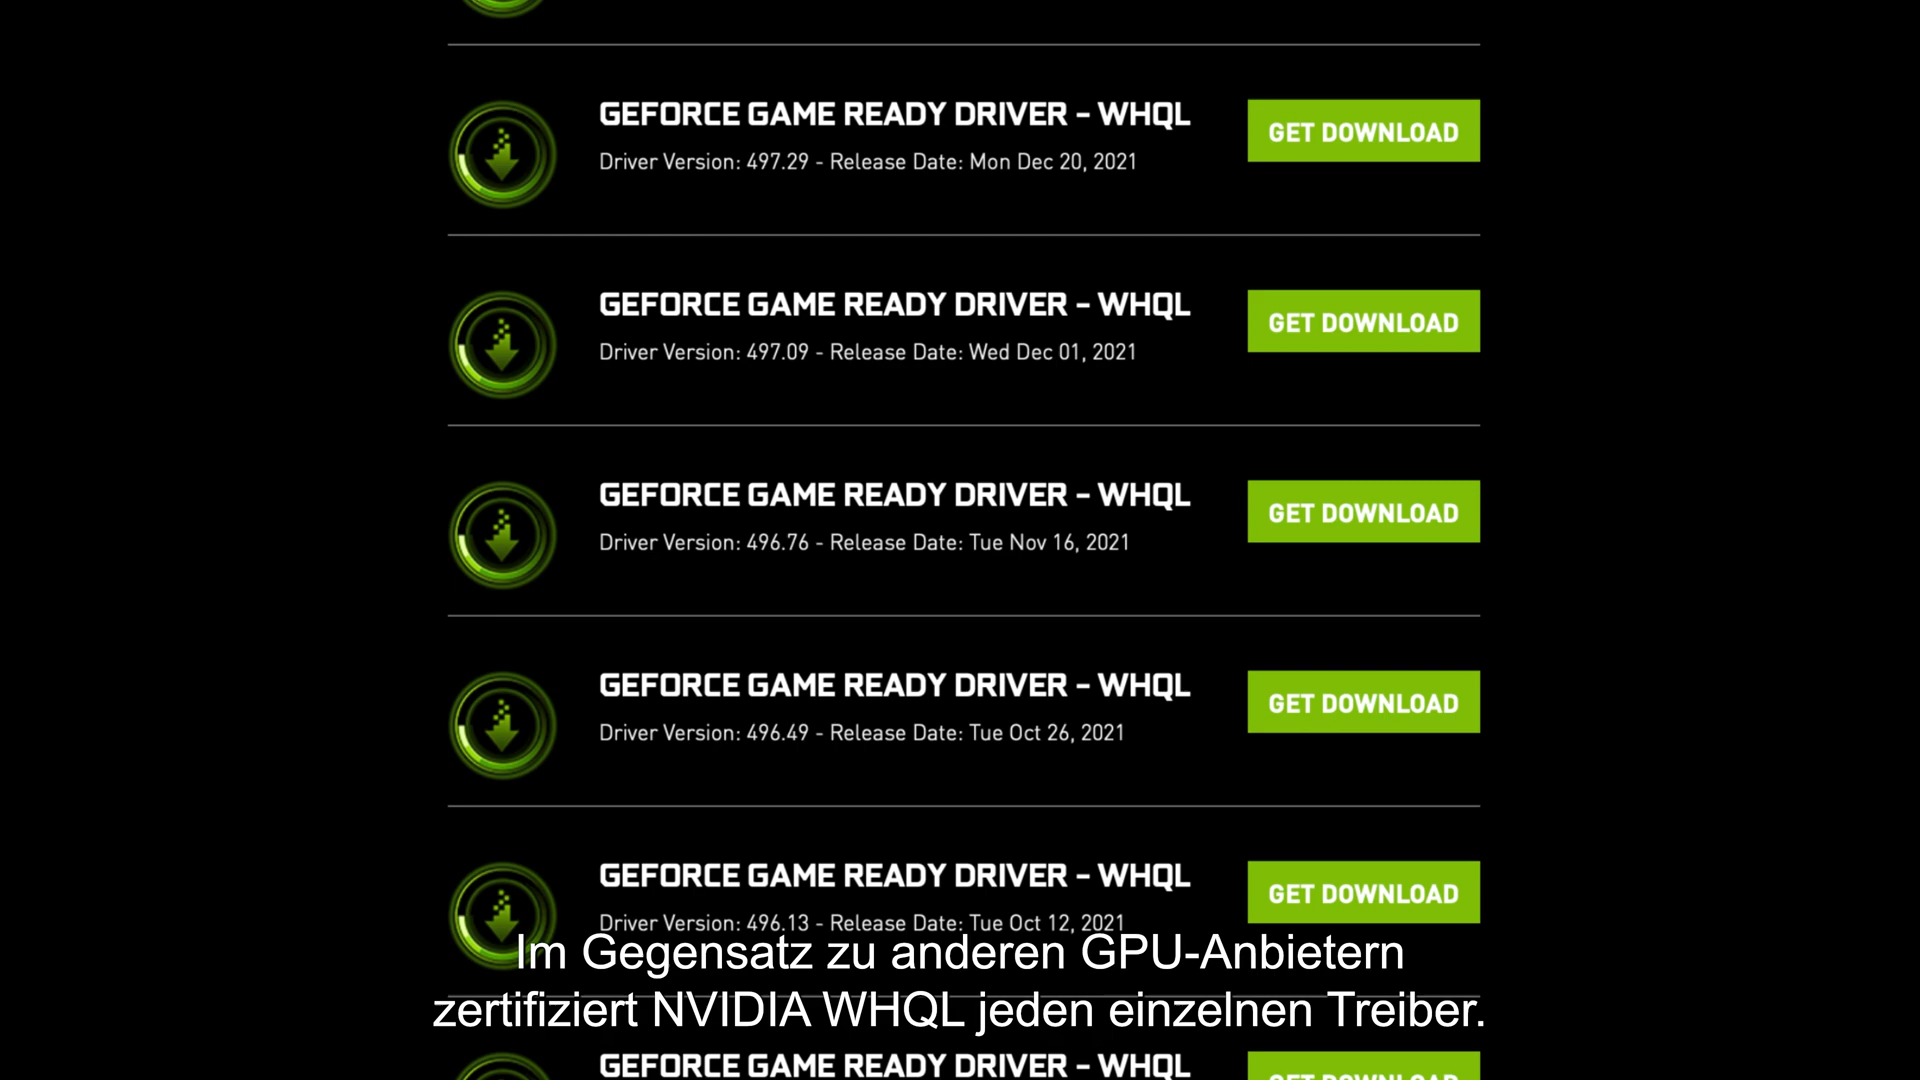 GEFORCE GAME READY DRIVER – WHQL
Driver Version: 497.29 - Release Date: Mon Dec 20, 2021
GET DOWNLOAD
GEFORCE GAME READY DRIVER – WHQL
Driver Version: 497.09 - Release Date: Wed Dec 01, 2021
GET DOWNLOAD
GEFORCE GAME READY DRIVER – WHQL
Driver Version: 496.76 - Release Date: Tue Nov 16, 2021
GET DOWNLOAD
GEFORCE GAME READY DRIVER – WHQL
Driver Version: 496.49 - Release Date: Tue Oct 26, 2021
GET DOWNLOAD
GEFORCE GAME READY DRIVER – WHQL
Driver Version: 496.13 - Release Date: Tue Oct 12, 2021
GET DOWNLOAD
Im Gegensatz zu anderen GPU-Anbietern
zertifiziert NVIDIA WHQL jeden einzelnen Treiber.
GEFORCE GAME READY DRIVER – WHQL
GET DOWNLOAD